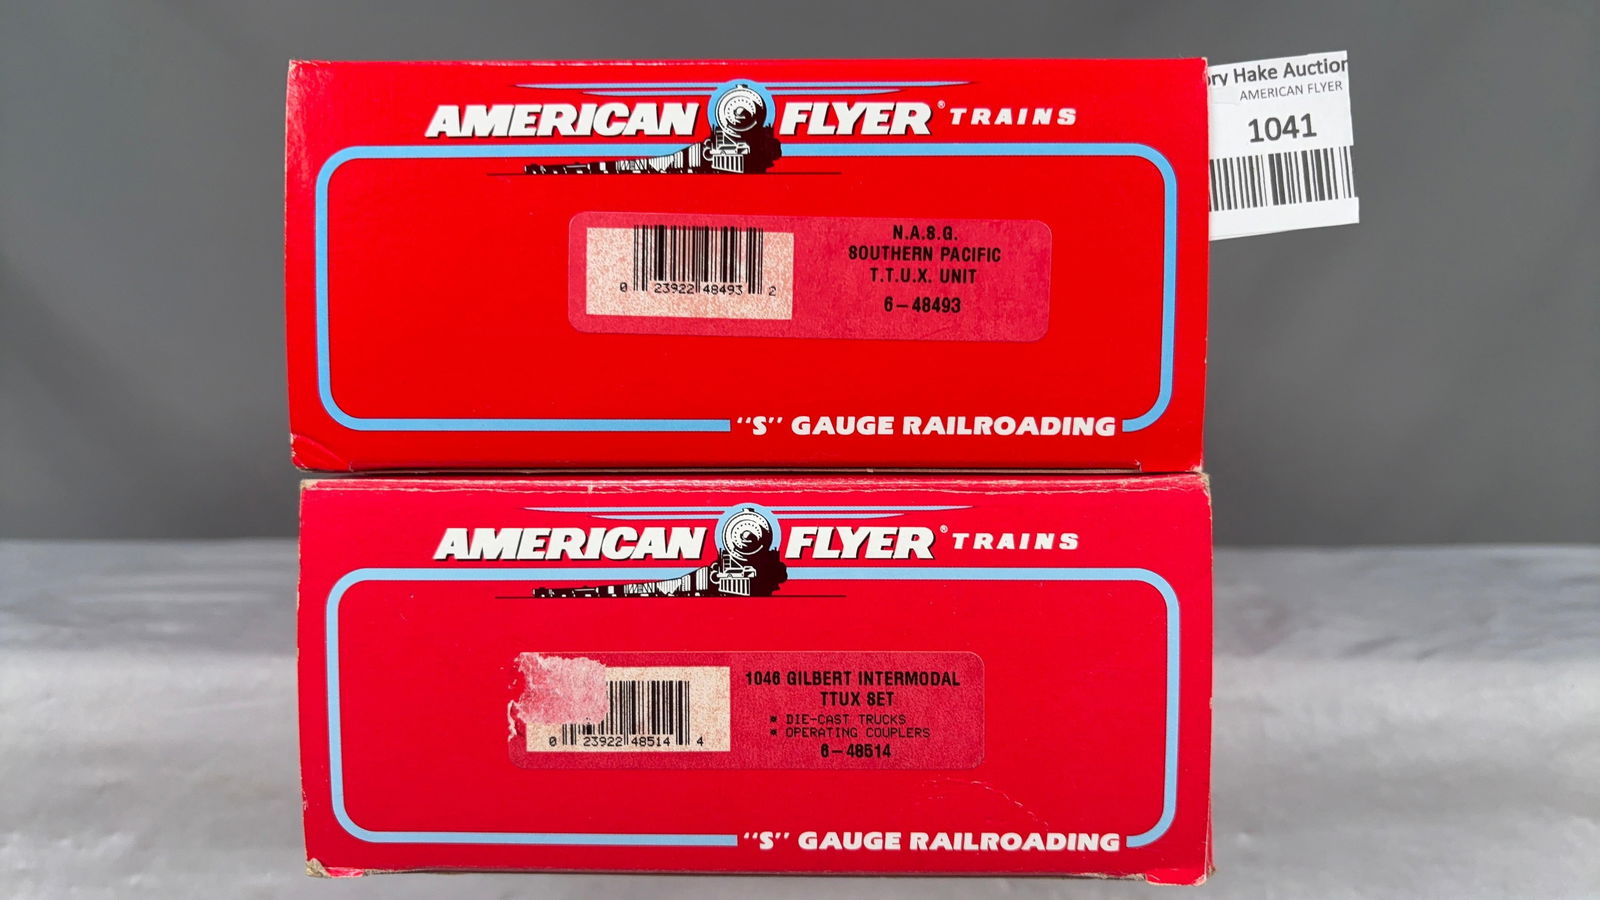 AMERICAN FLYER® TRAINS
N.A.S.G.
SOUTHERN PACIFIC
T.T.U.X. UNIT
6-48493
0 23922 48493 2
"S" GAUGE RAILROADING
ory Hake Auction
AMERICAN FLYER
1041
AMERICAN FLYER® TRAINS
1046 GILBERT INTERMODAL
TTUX SET
* DIE-CAST TRUCKS
* OPERATING COUPLERS
6-48514
0 23922 48514 4
"S" GAUGE RAILROADING